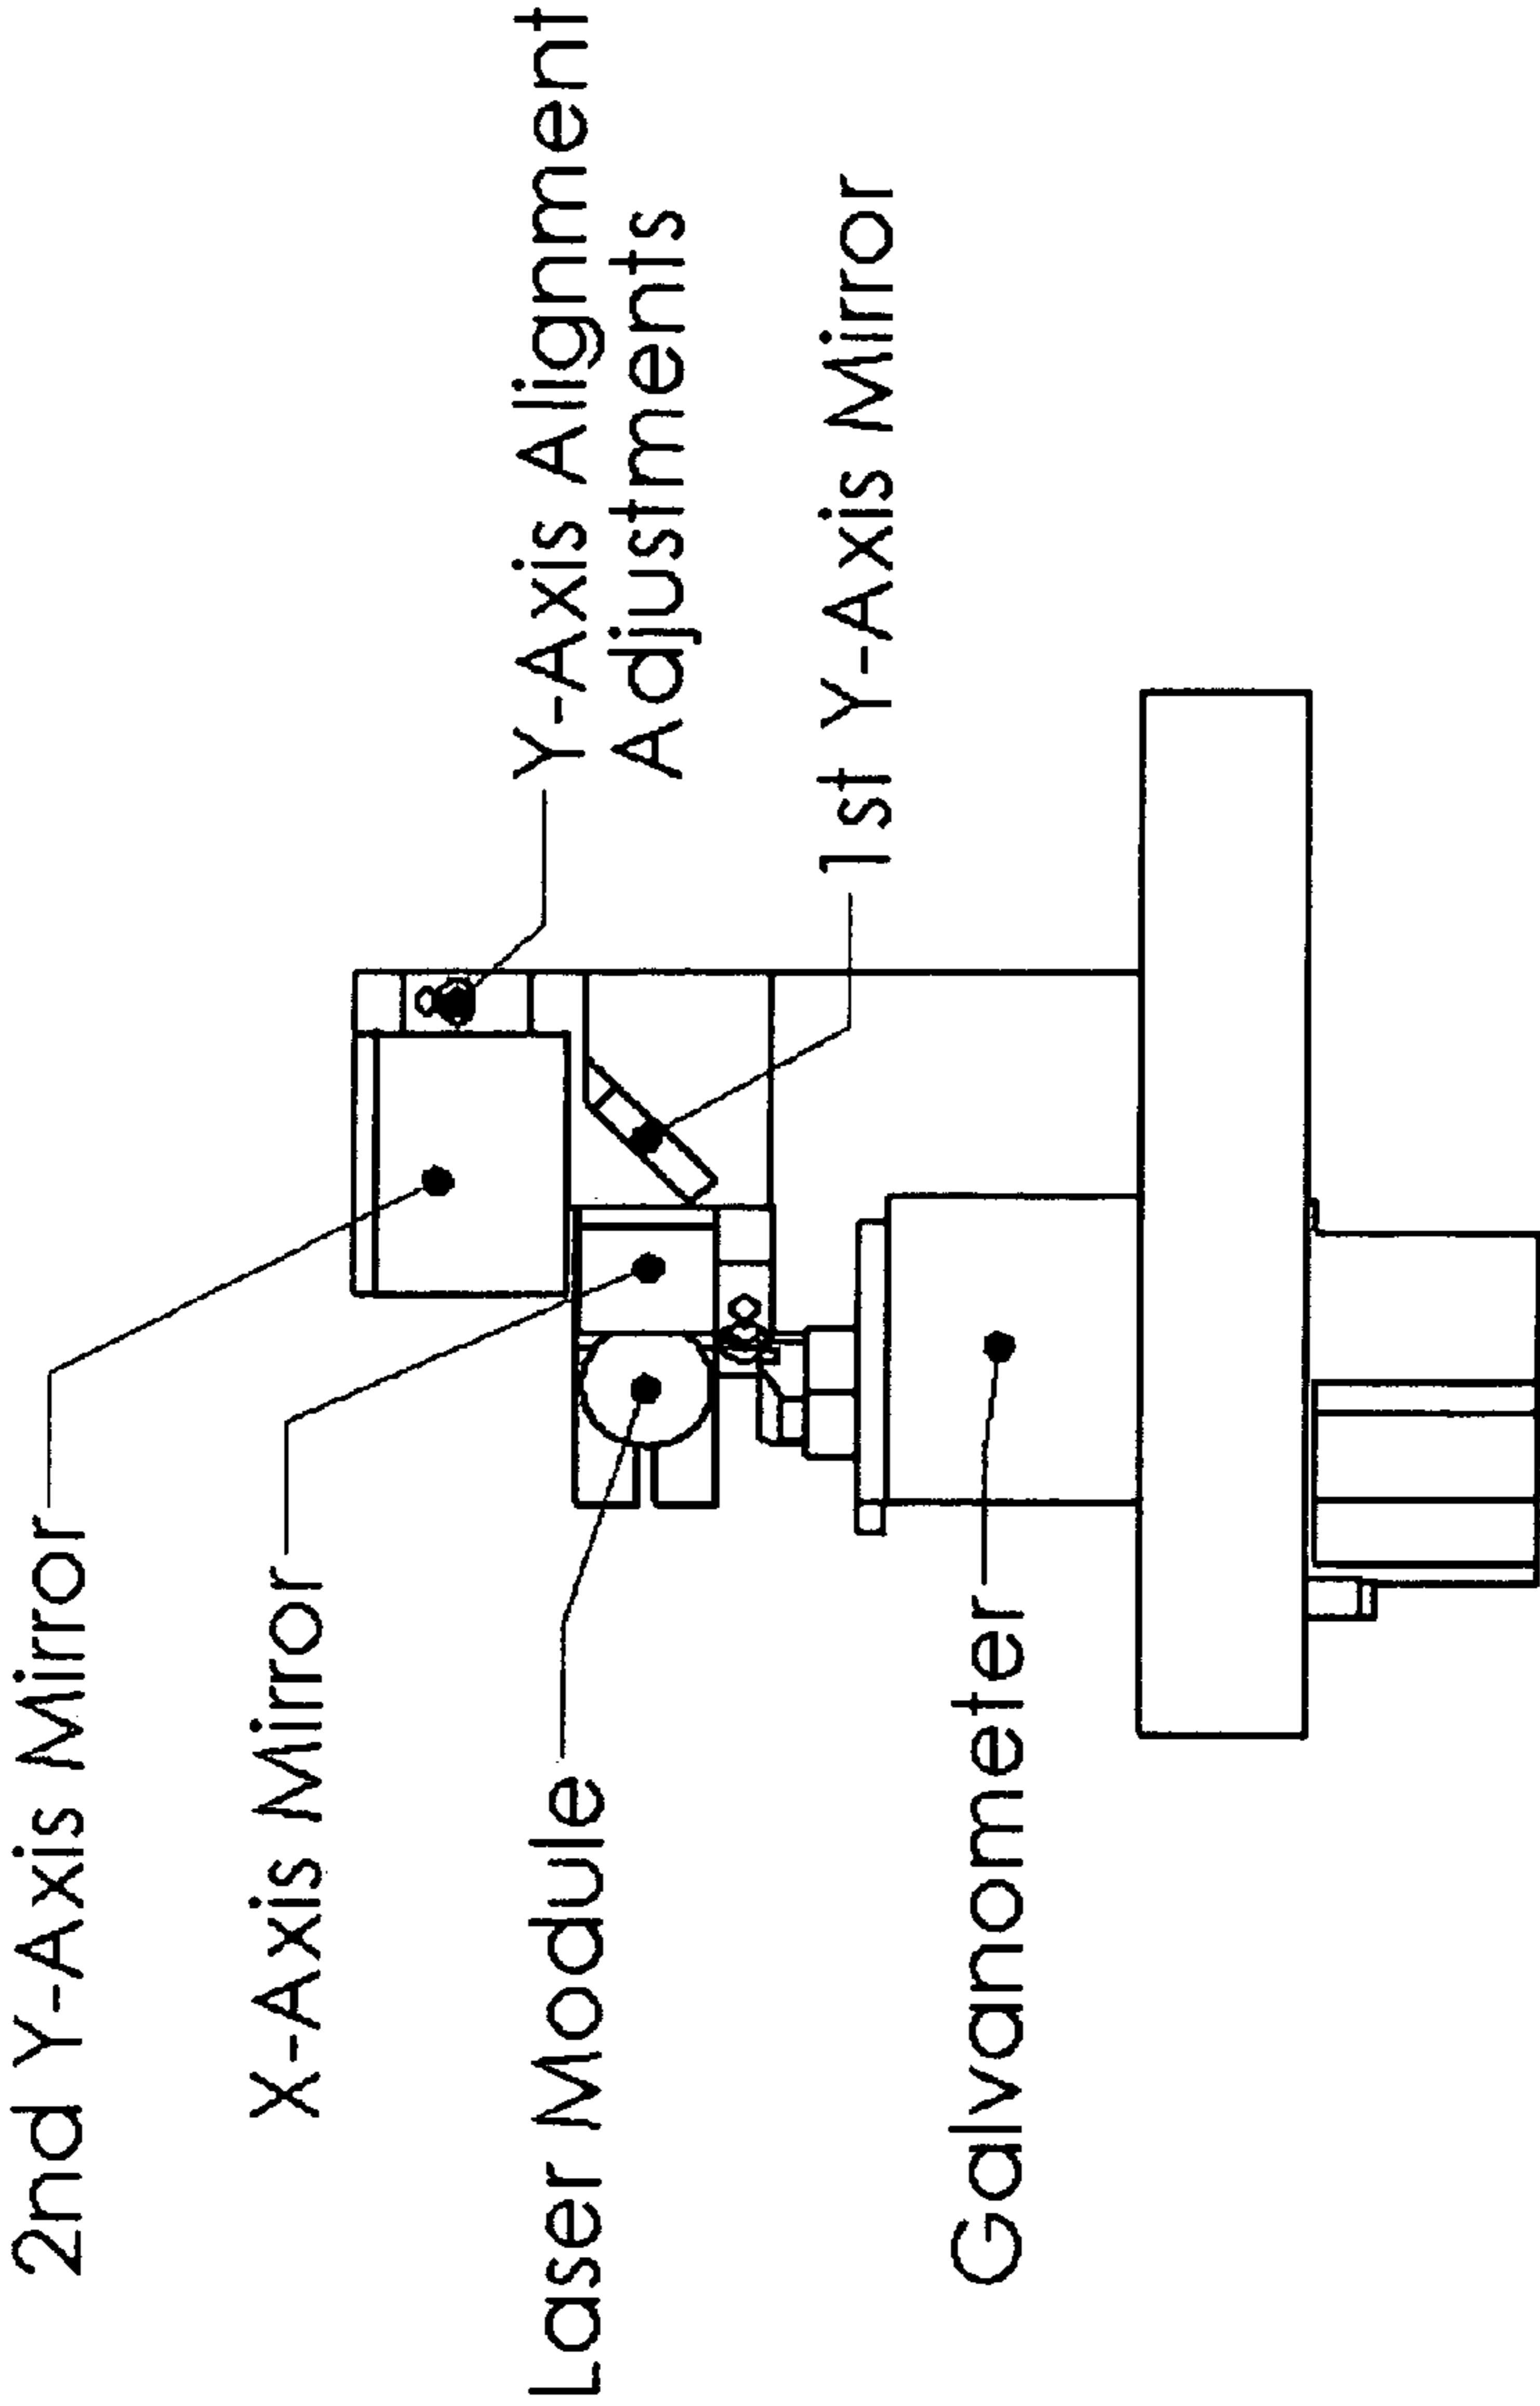 2nd Y-Axis Mirror
X-Axis Mirror
Laser Module
Galvanometer
Y-Axis Alignment
Adjustments
1st Y-Axis Mirror